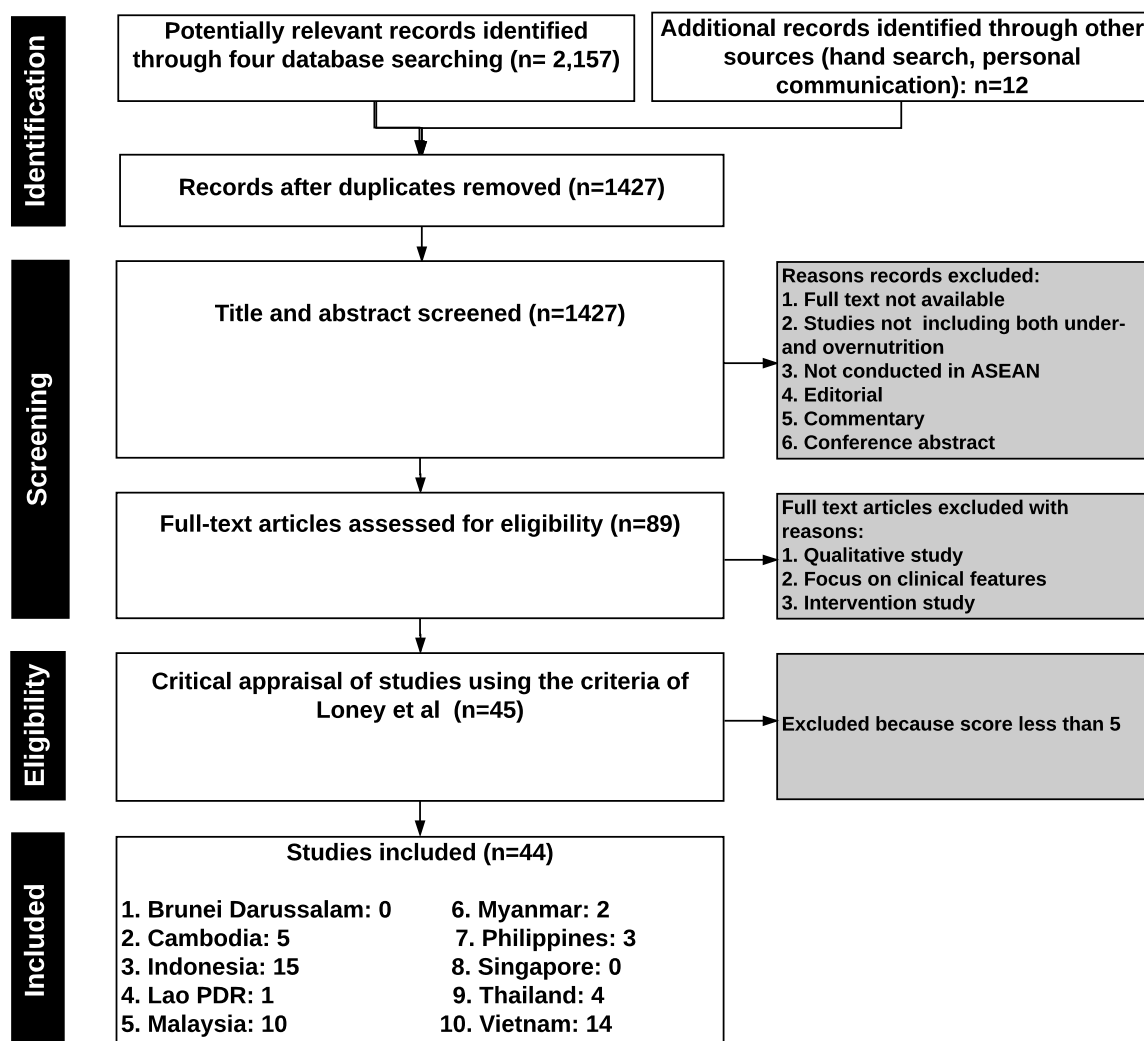 Identification
Potentially relevant records identified
through four database searching (n= 2,157)
Additional records identified through other
sources (hand search, personal
communication): n=12
Records after duplicates removed (n=1427)
Screening
Title and abstract screened (n=1427)
Reasons records excluded:
1. Full text not available
2. Studies not  including both under-
and overnutrition
3. Not conducted in ASEAN
4. Editorial
5. Commentary
6. Conference abstract
Full-text articles assessed for eligibility (n=89)
Full text articles excluded with
reasons:
1. Qualitative study
2. Focus on clinical features
3. Intervention study
Eligibility
Critical appraisal of studies using the criteria of
Loney et al  (n=45)
Excluded because score less than 5
Included
Studies included (n=44)
1. Brunei Darussalam: 0
2. Cambodia: 5
3. Indonesia: 15
4. Lao PDR: 1
5. Malaysia: 10
6. Myanmar: 2
7. Philippines: 3
8. Singapore: 0
9. Thailand: 4
10. Vietnam: 14